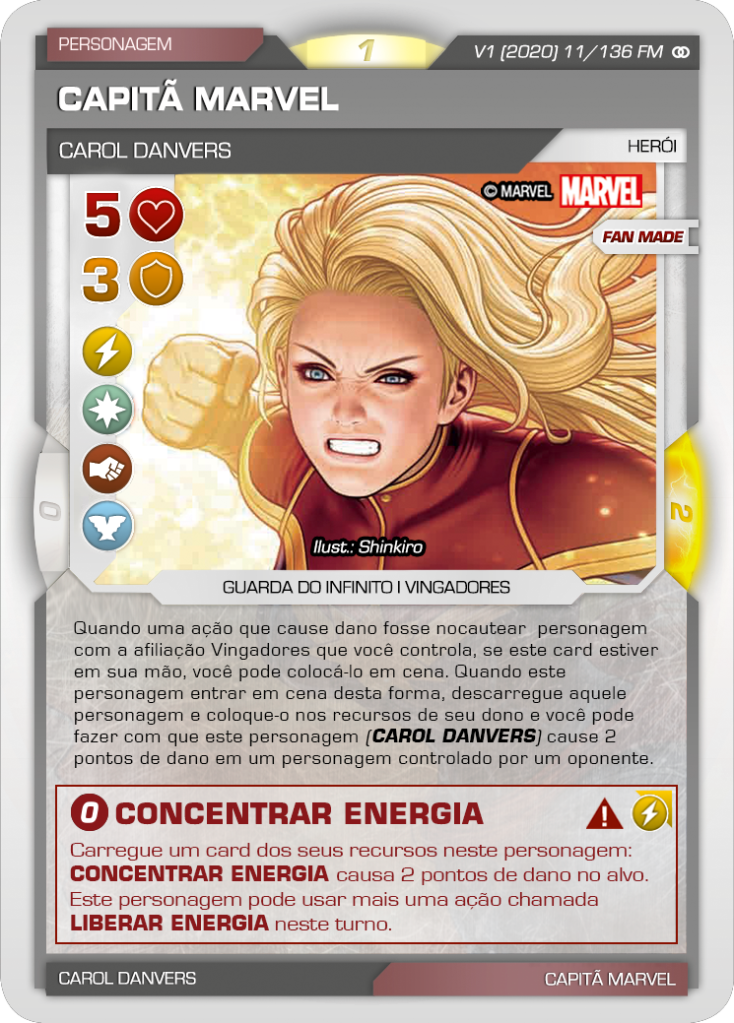 PERSONAGEM
1
V1 (2020) 11/136 FM
CAPITÃ MARVEL
CAROL DANVERS
HERÓI
© MARVEL MARVEL
5
FAN MADE
3
0
2
Ilust.: Shinkiro
GUARDA DO INFINITO | VINGADORES
Quando uma ação que cause dano fosse nocautear personagem
com a afiliação Vingadores que você controla, se este card estiver
em sua mão, você pode colocá-lo em cena. Quando este
personagem entrar em cena desta forma, descarregue aquele
personagem e coloque-o nos recursos de seu dono e você pode
fazer com que este personagem (CAROL DANVERS) cause 2
pontos de dano em um personagem controlado por um oponente.
0 CONCENTRAR ENERGIA !
Carregue um card dos seus recursos neste personagem:
CONCENTRAR ENERGIA causa 2 pontos de dano no alvo.
Este personagem pode usar mais uma ação chamada
LIBERAR ENERGIA neste turno.
CAROL DANVERS
CAPITÃ MARVEL